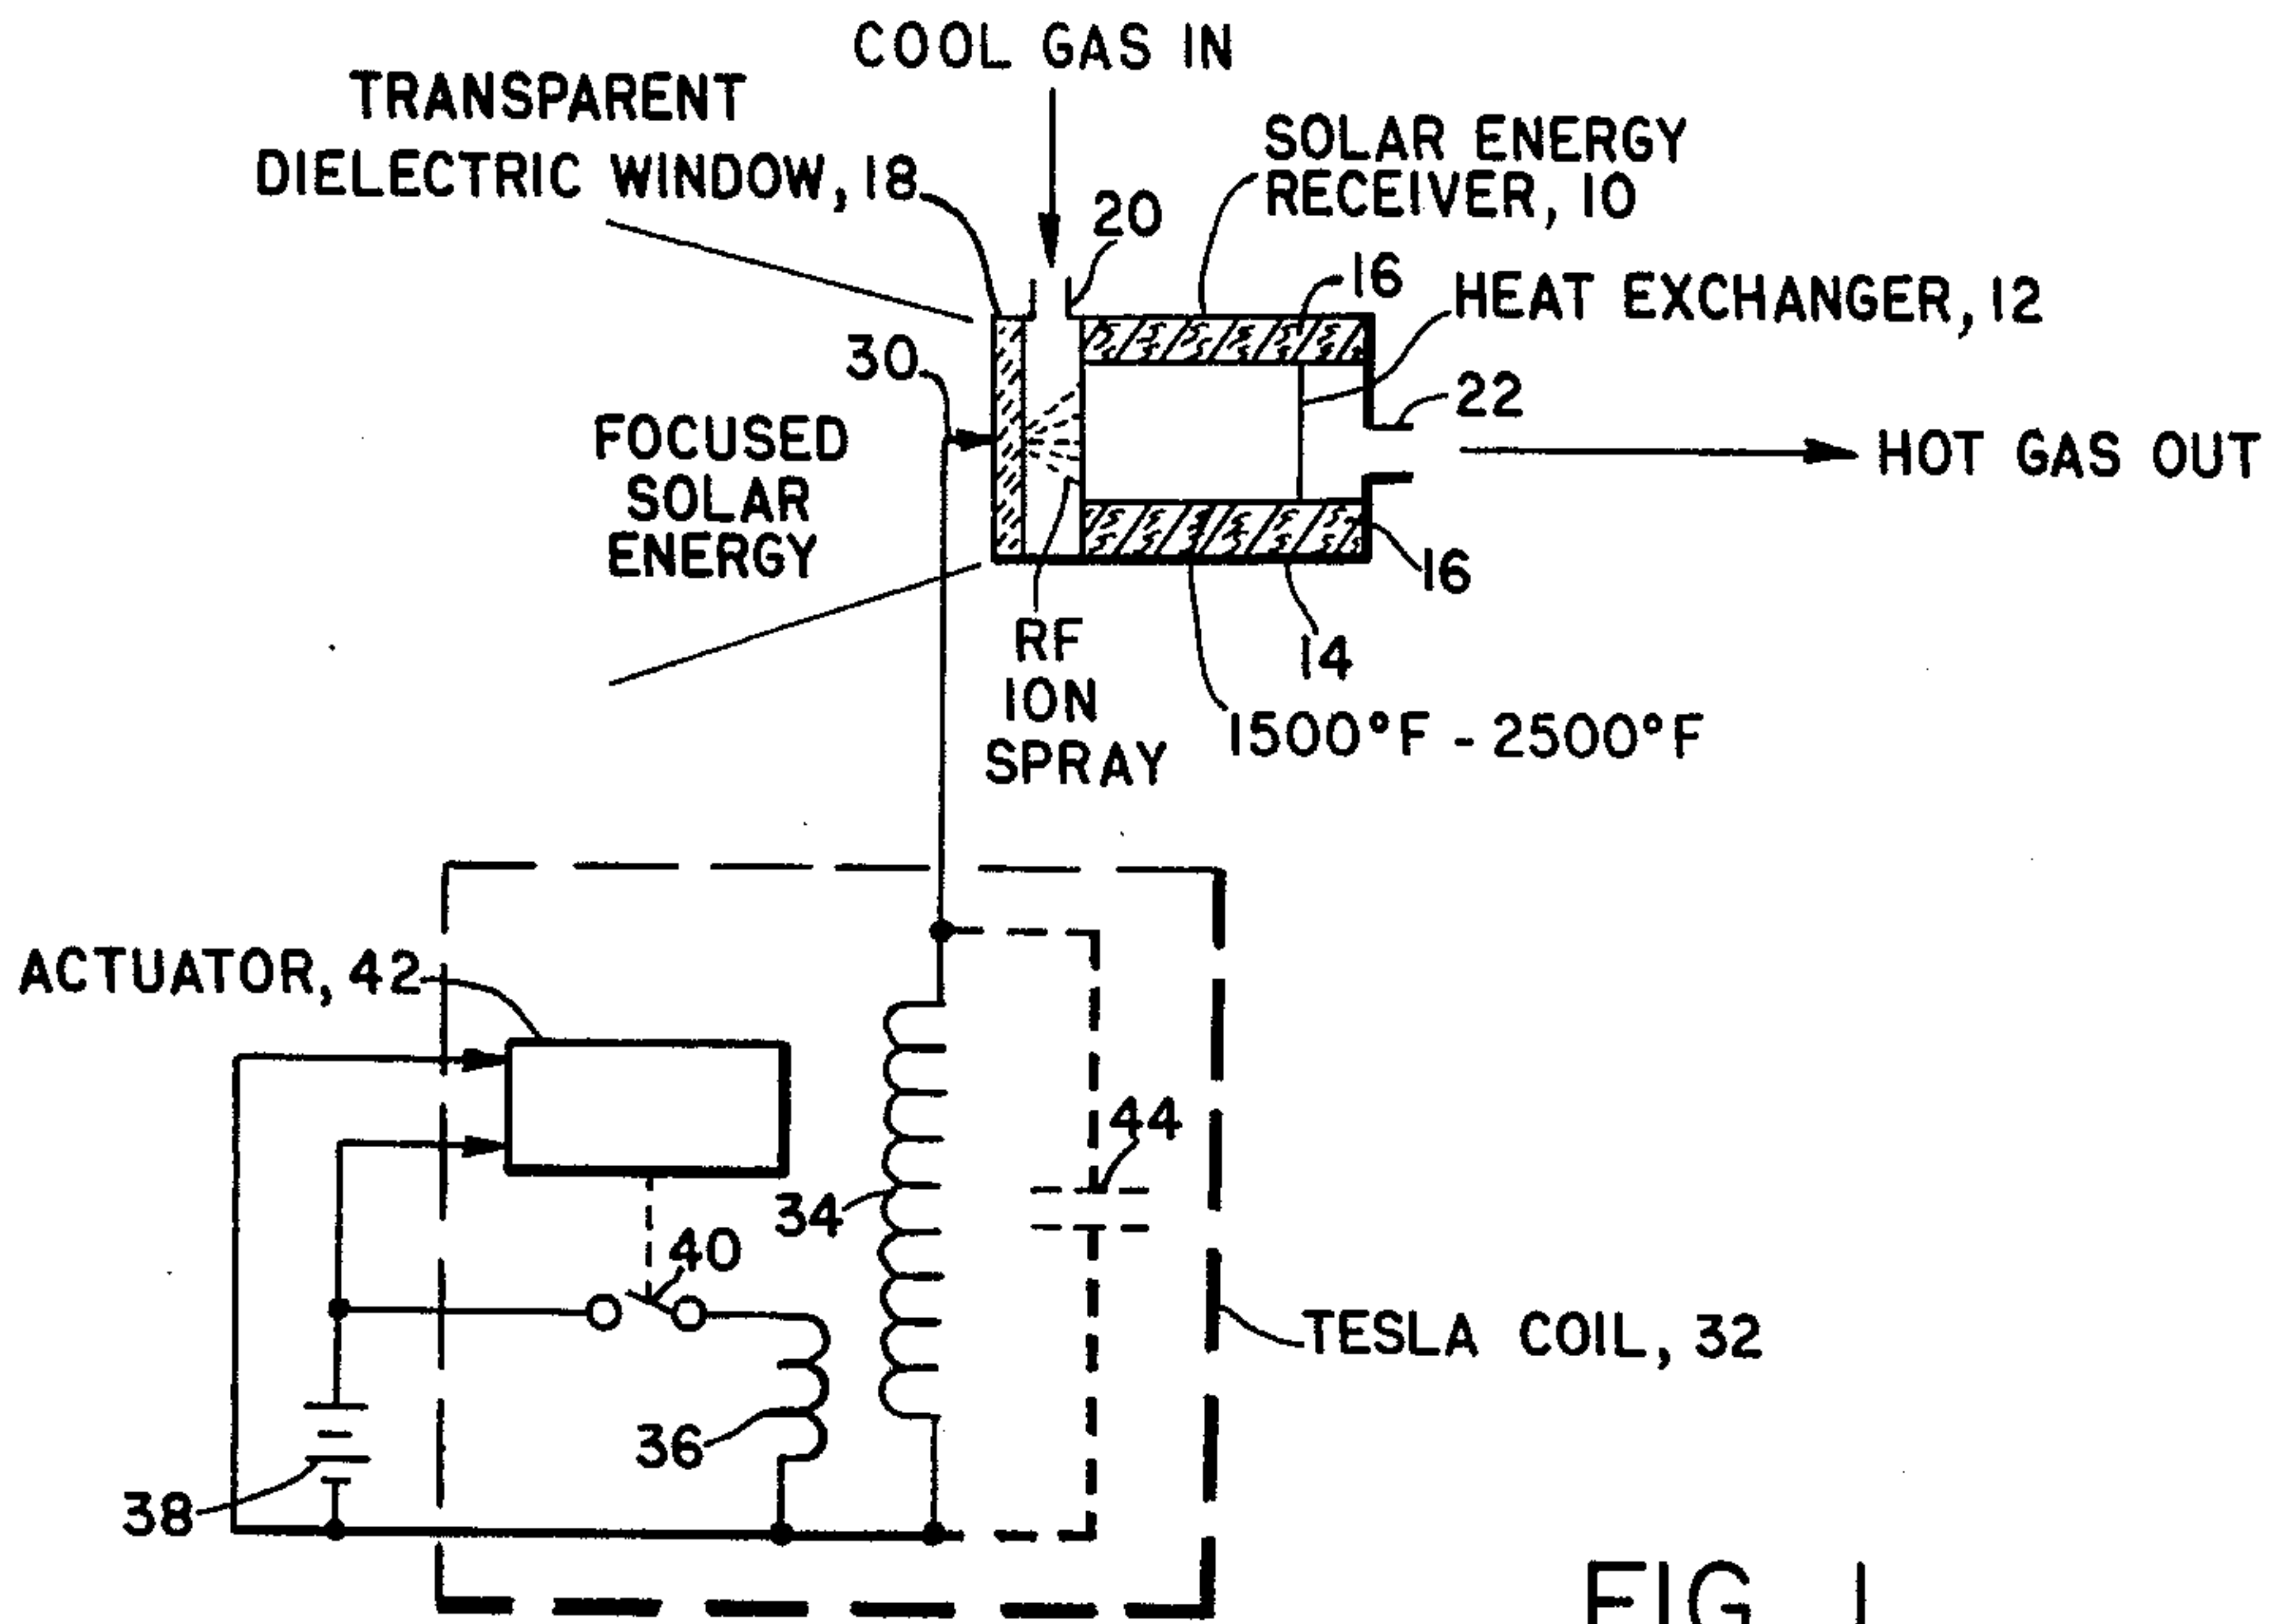 COOL GAS IN
TRANSPARENT
DIELECTRIC WINDOW, 18
SOLAR ENERGY
RECEIVER, 10
20
16
HEAT EXCHANGER, 12
30
22
FOCUSED
SOLAR
ENERGY
HOT GAS OUT
16
RF
ION
SPRAY
14
1500°F - 2500°F
ACTUATOR, 42
44
34
40
TESLA COIL, 32
36
38
FIG. 1